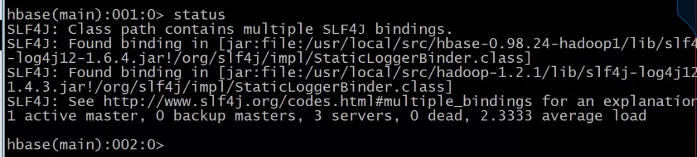 hbase(main):001:0> status
SLF4J: Class path contains multiple SLF4J bindings.
SLF4J: Found binding in [jar:file:/usr/local/src/hbase-0.98.24-hadoop1/lib/slf4
-log4j12-1.6.4.jar!/org/slf4j/impl/StaticLoggerBinder.class]
SLF4J: Found binding in [jar:file:/usr/local/src/hadoop-1.2.1/lib/slf4j-log4j12
1.4.3.jar!/org/slf4j/impl/StaticLoggerBinder.class]
SLF4J: See http://www.slf4j.org/codes.html#multiple_bindings for an explanation
1 active master, 0 backup masters, 3 servers, 0 dead, 2.3333 average load
hbase(main):002:0>